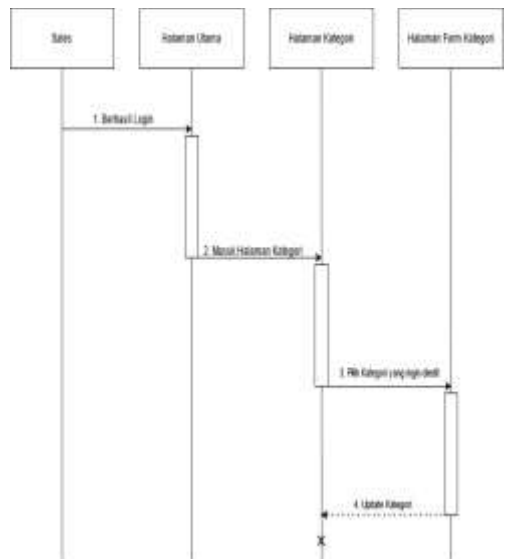 Sales
Halaman Utama
Halaman Kategori
Halaman Form Kategori
1. Berhasil Login
2. Masuk Halaman Kategori
3. Pilih Kategori yang ingin diedit
4. Update Kategori